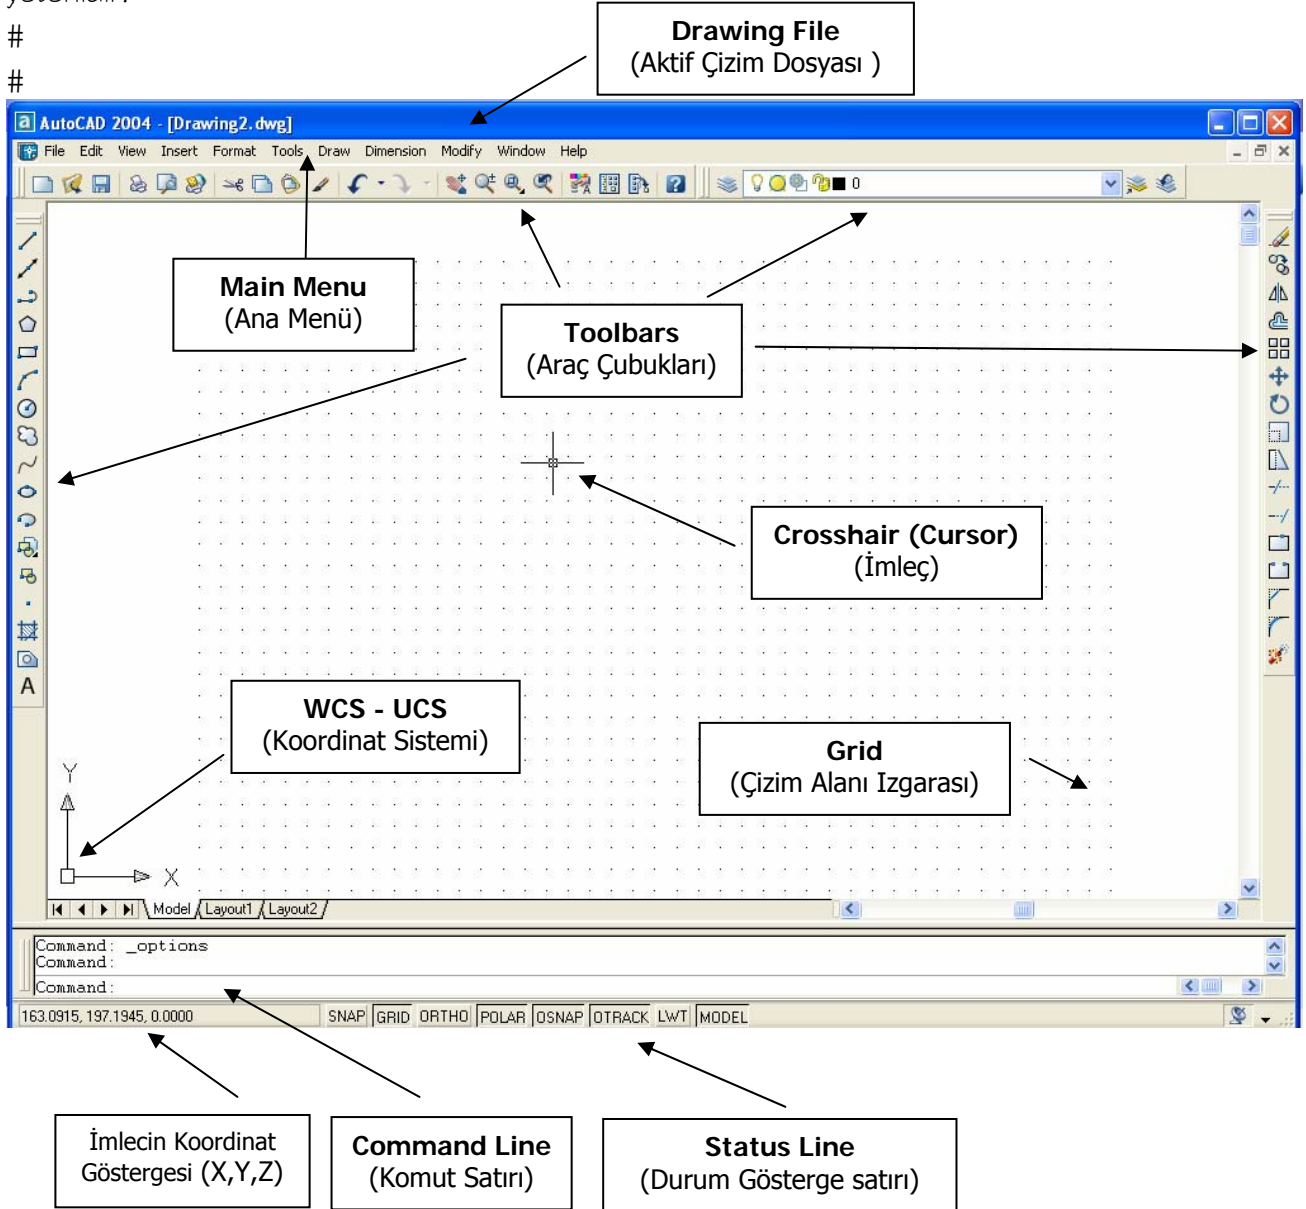 #
#
Drawing File
(Aktif Çizim Dosyası )
AutoCAD 2004 - [Drawing2.dwg]
File Edit View Insert Format Tools Draw Dimension Modify Window Help
0
Main Menu
(Ana Menü)
Toolbars
(Araç Çubukları)
Crosshair (Cursor)
(İmleç)
A
WCS - UCS
(Koordinat Sistemi)
Grid
(Çizim Alanı Izgarası)
Y
X
Model Layout1 Layout2
Command: _options
Command:
Command:
163.0915, 197.1945, 0.0000 SNAP GRID ORTHO POLAR OSNAP OTRACK LWT MODEL
İmlecin Koordinat
Göstergesi (X,Y,Z)
Command Line
(Komut Satırı)
Status Line
(Durum Gösterge satırı)